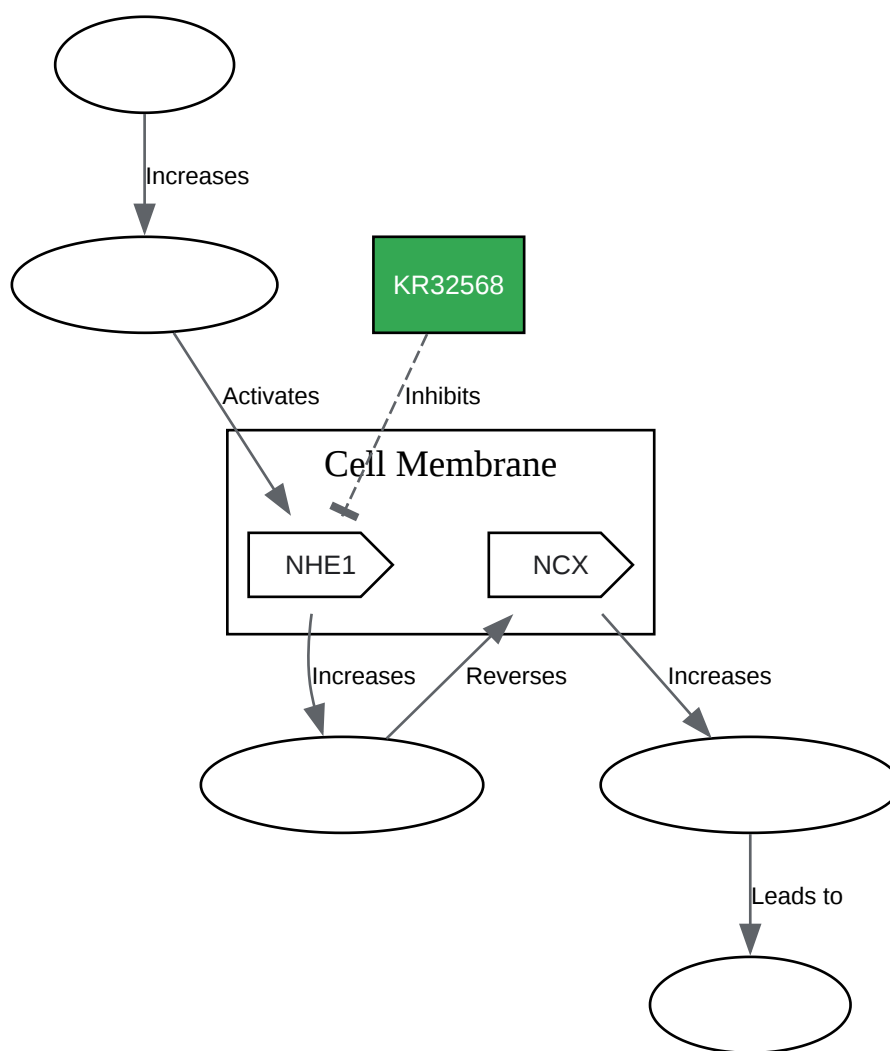 Increases
KR32568
Activates
Inhibits
Cell Membrane
NHE1
NCX
Increases
Reverses
Increases
Leads to